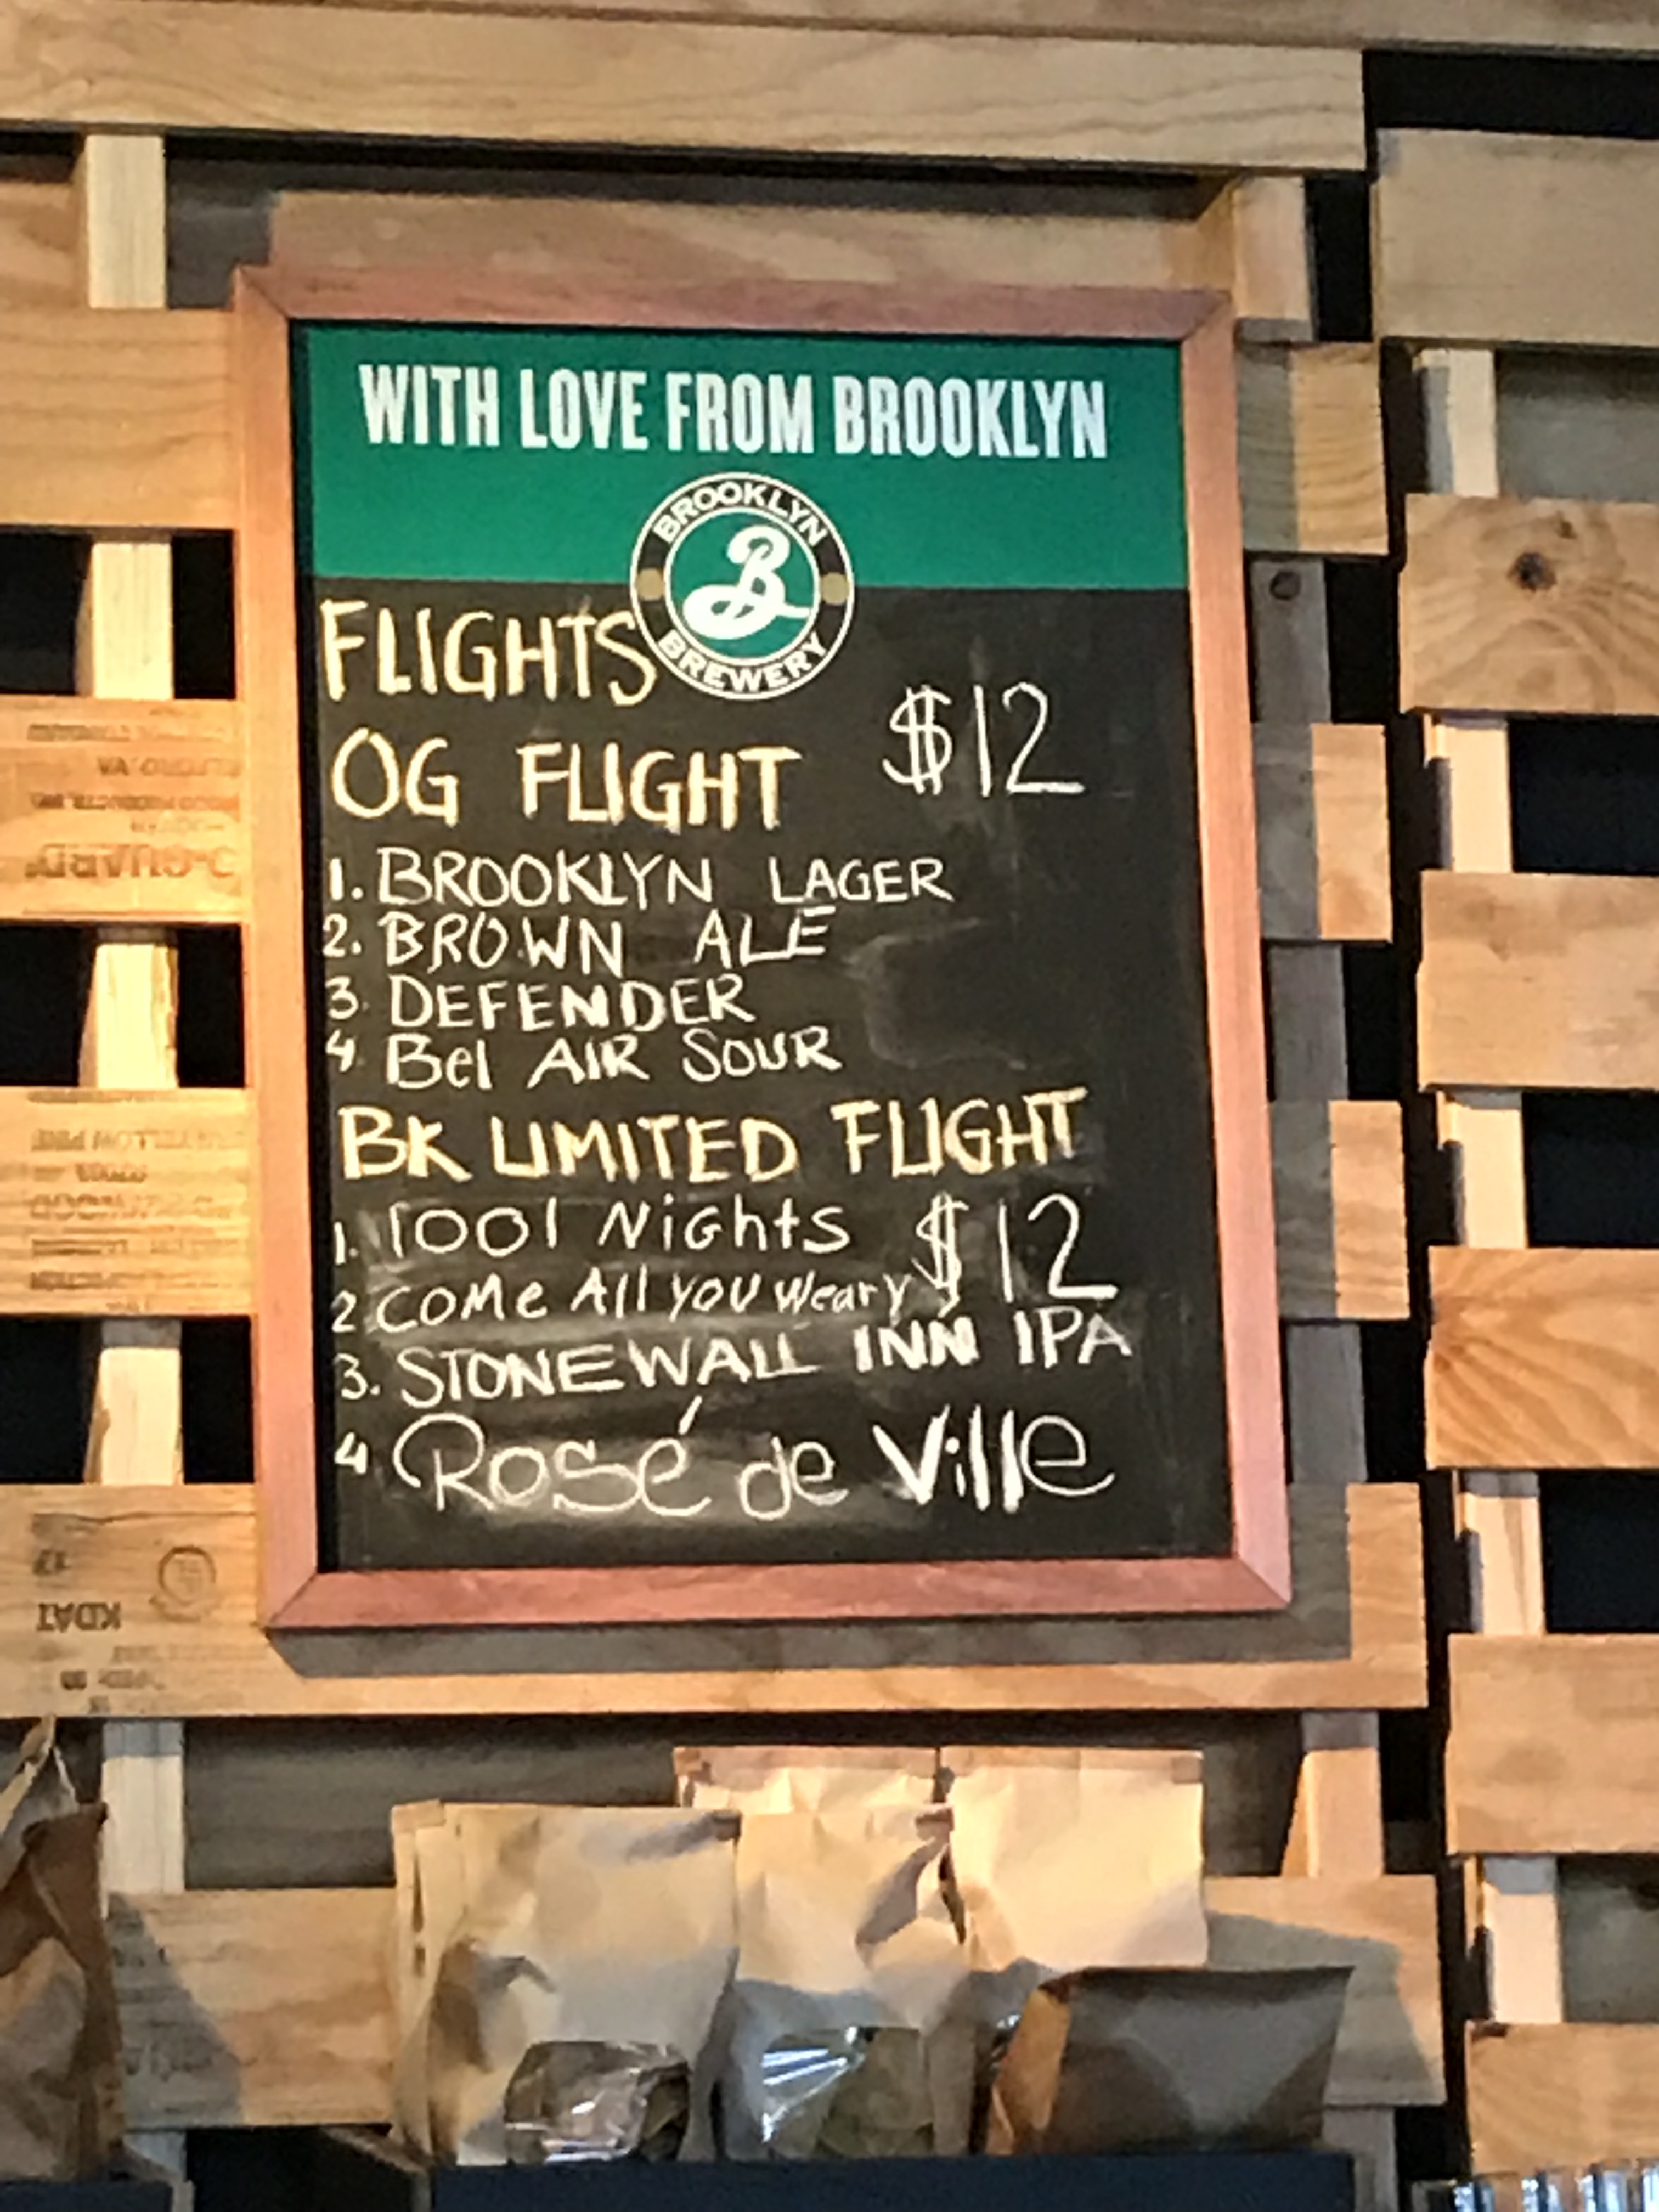 WITH LOVE FROM BROOKLYN
BROOKLYN
B
BREWERY
FLIGHTS
OG FLIGHT $12
1. BROOKLYN LAGER
2. BROWN ALE
3. DEFENDER
4 Bel AIR SOUR
BK LIMITED FLIGHT
1. 1001 Nights $12
2 COMe All you Weary
3. STONEWALL INN IPA
4 Rosé de Ville
KDAT